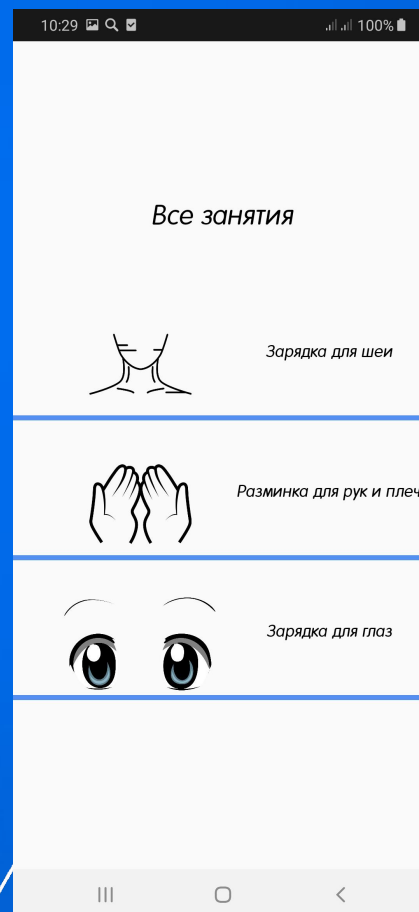 10:29 100%
Все занятия
Зарядка для шеи
Разминка для рук и плеч
Зарядка для глаз